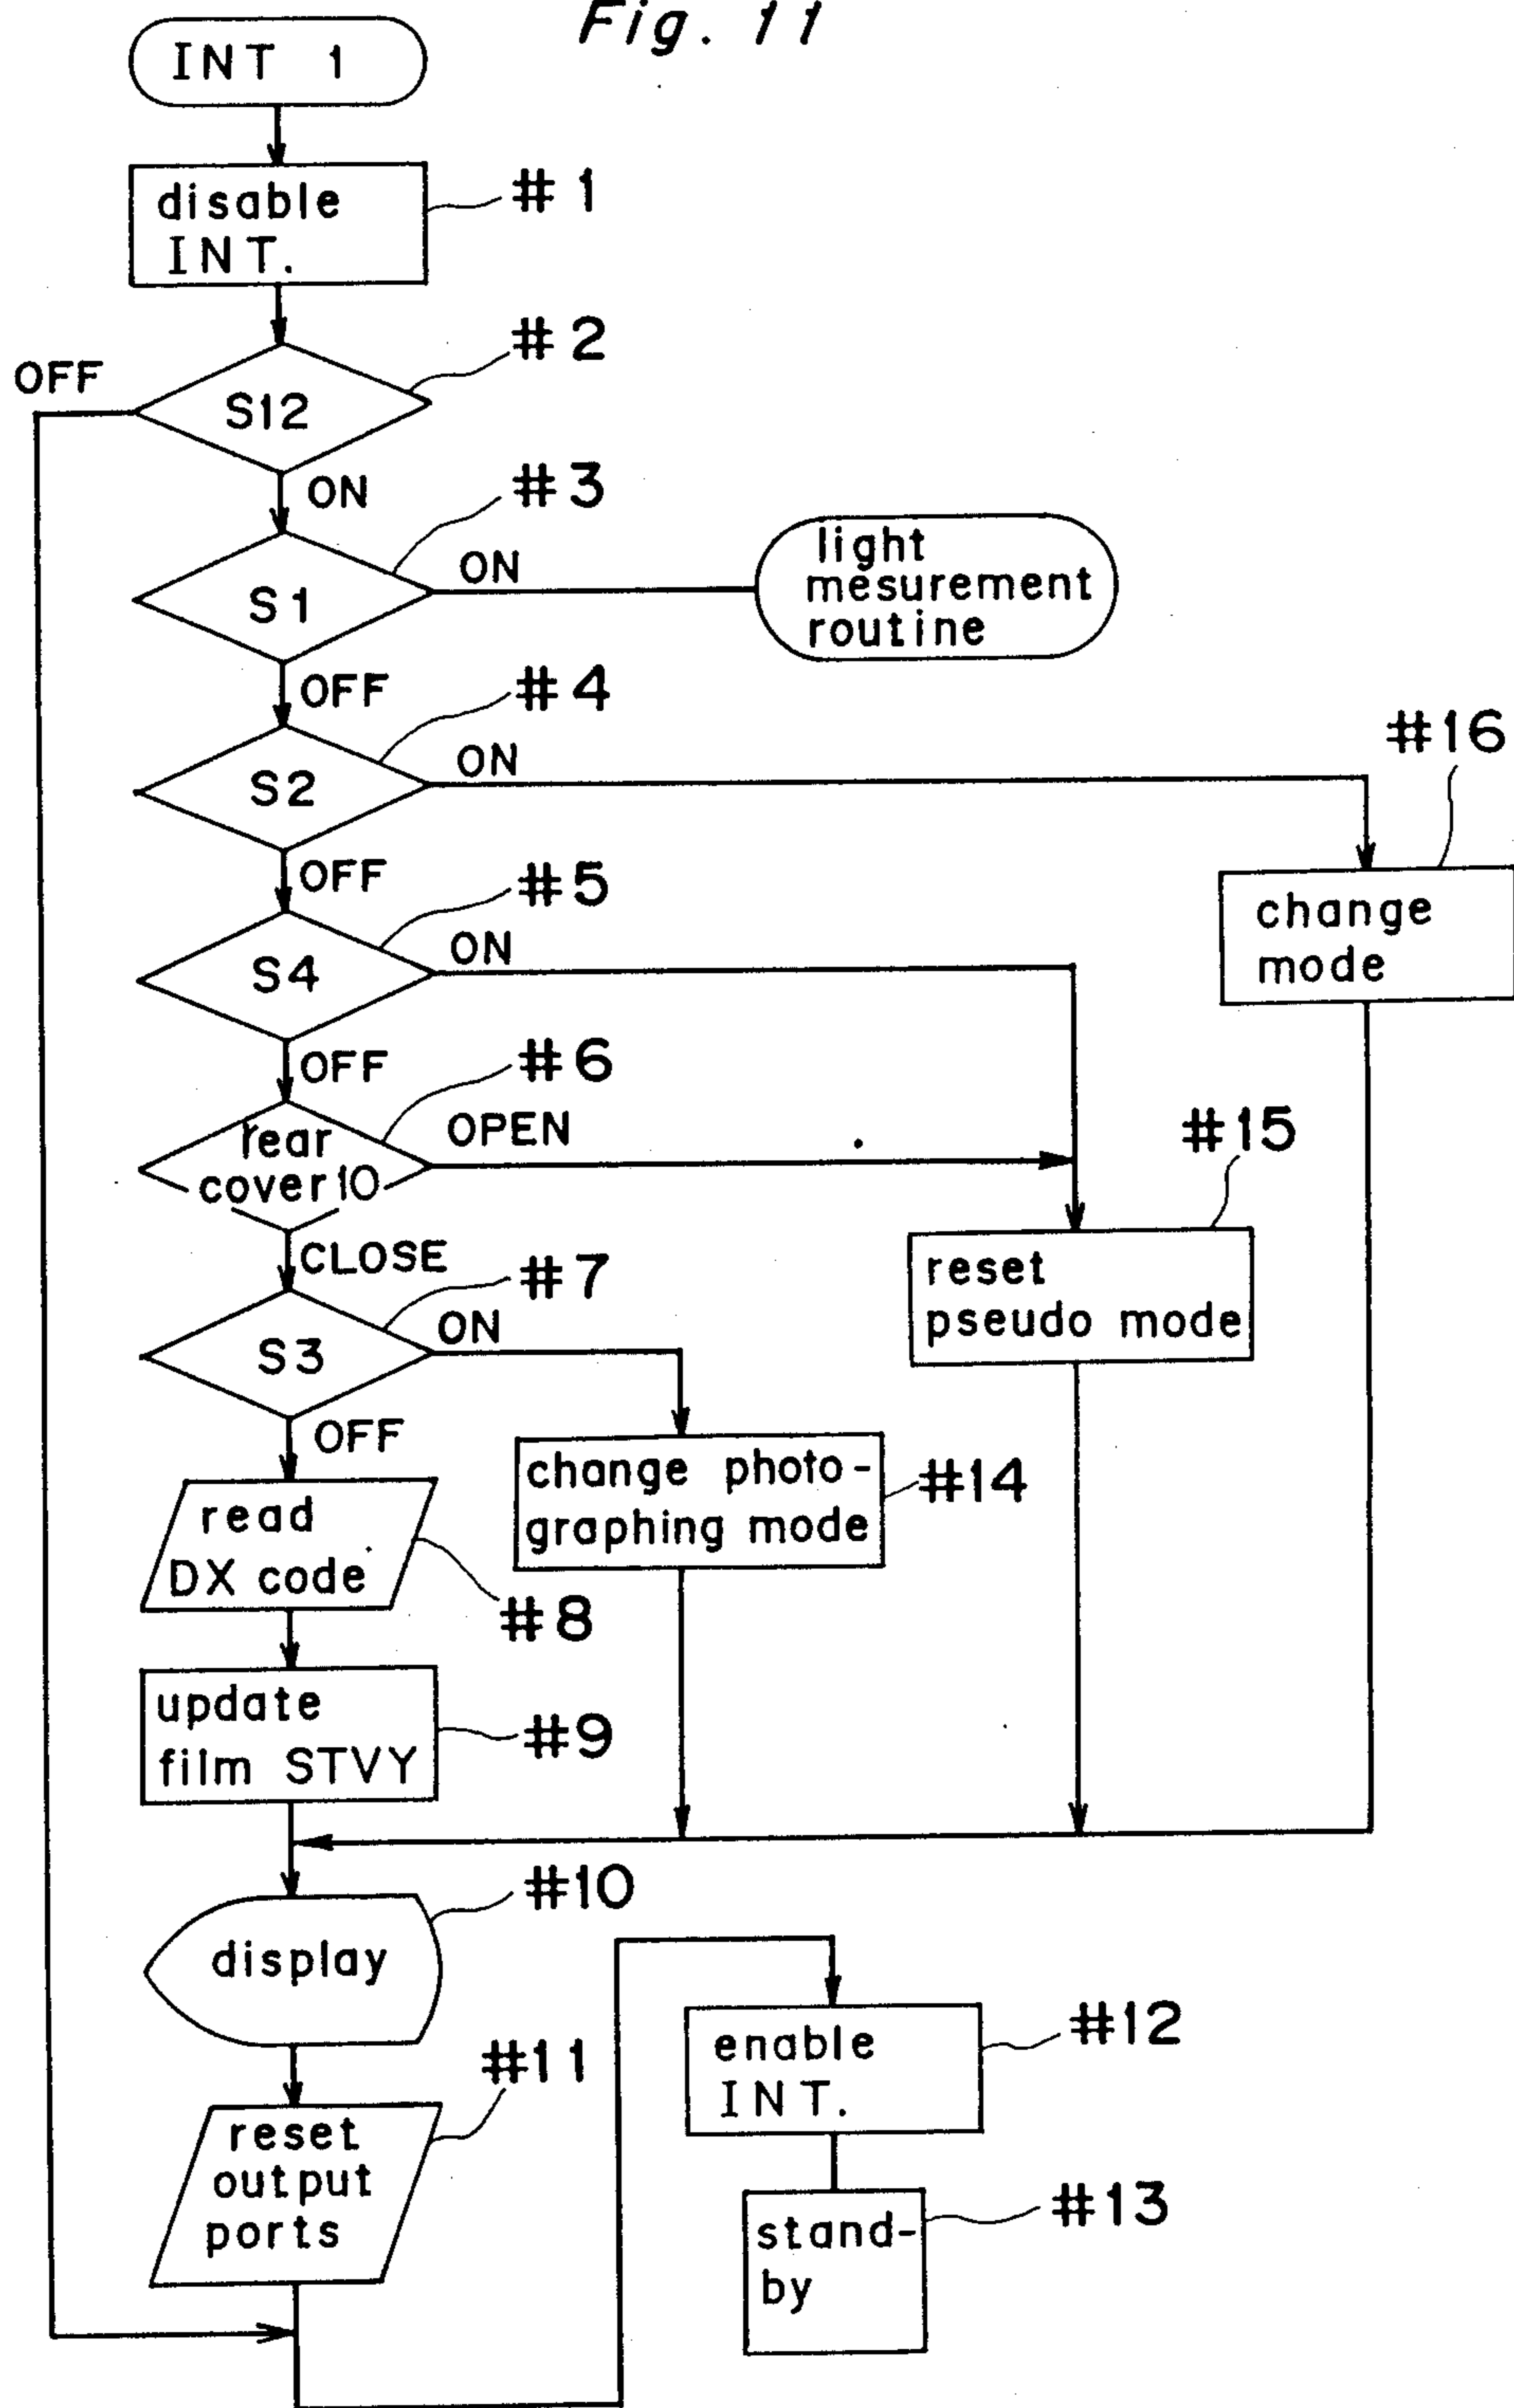 Fig. 11
INT 1
disable
INT.
#1
#2
OFF
S12
ON
#3
S1
ON
light
mesurement
routine
OFF
#4
S2
ON
#16
change
mode
OFF
#5
S4
ON
OFF
#6
rear
cover10
OPEN
#15
reset
pseudo mode
CLOSE
#7
S3
ON
OFF
change photo-
graphing mode
#14
read
DX code
#8
update
film STVY
#9
#10
display
#11
reset
output
ports
enable
INT.
#12
stand-
by
#13